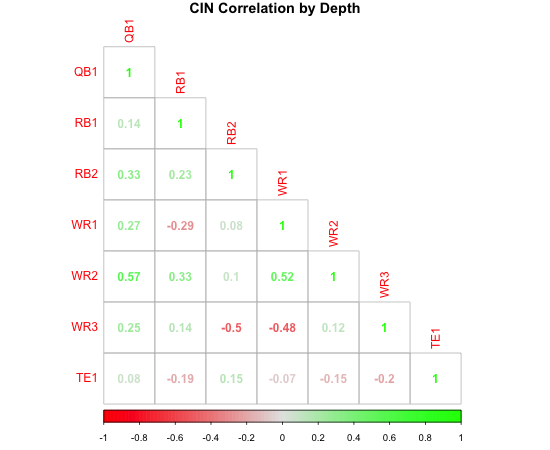 CIN Correlation by Depth
QB1
QB1 1 RB1
RB1 0.14 1 RB2
RB2 0.33 0.23 1 WR1
WR1 0.27 -0.29 0.08 1 WR2
WR2 0.57 0.33 0.1 0.52 1 WR3
WR3 0.25 0.14 -0.5 -0.48 0.12 1 TE1
TE1 0.08 -0.19 0.15 -0.07 -0.15 -0.2 1
-1 -0.8 -0.6 -0.4 -0.2 0 0.2 0.4 0.6 0.8 1